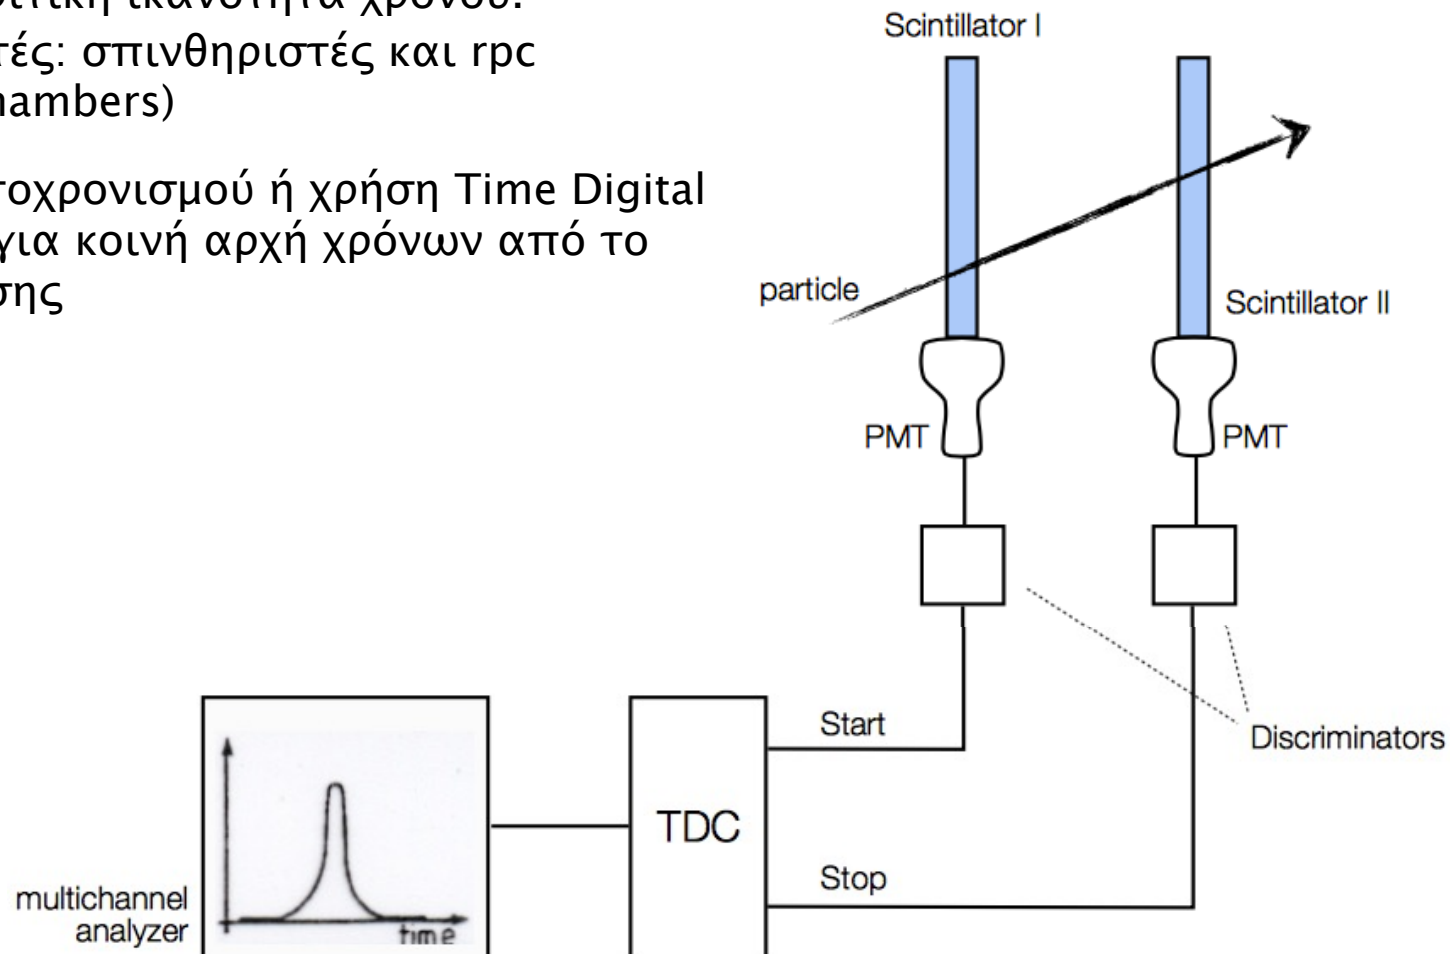 ιτική ικανότητα χρόνου.
τές: σπινθηριστές και rpc
hambers)
τοχρονισμού ή χρήση Time Digital
για κοινή αρχή χρόνων από το
σης
Scintillator I
particle
Scintillator II
PMT
PMT
Start
Discriminators
TDC
Stop
multichannel
analyzer
time